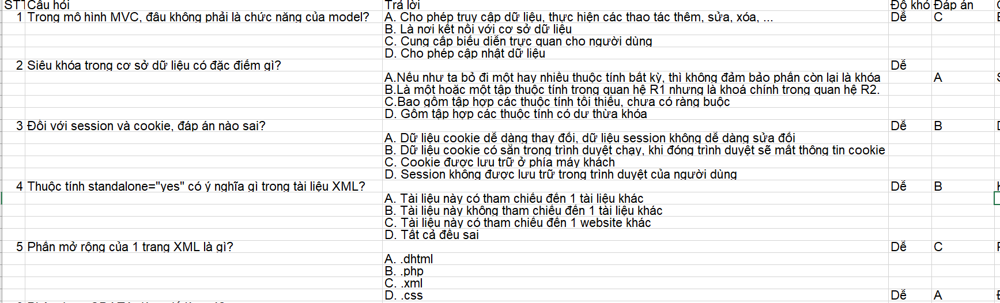 STT Câu hỏi Trả lời Độ khó Đáp án
1 Trong mô hình MVC, đâu không phải là chức năng của model? A. Cho phép truy cập dữ liệu, thực hiện các thao tác thêm, sửa, xóa, ... Dễ C
B. Là nơi kết nối với cơ sở dữ liệu
C. Cung cấp biểu diễn trực quan cho người dùng
D. Cho phép cập nhật dữ liệu
2 Siêu khóa trong cơ sở dữ liệu có đặc điểm gì? Dễ
A.Nếu như ta bỏ đi một hay nhiều thuộc tính bất kỳ, thì không đảm bảo phần còn lại là khóa A
B.Là một hoặc một tập thuộc tính trong quan hệ R1 nhưng là khoá chính trong quan hệ R2.
C.Bao gồm tập hợp các thuộc tính tối thiểu, chưa có ràng buộc
D. Gồm tập hợp các thuộc tính có dư thừa khóa
3 Đối với session và cookie, đáp án nào sai? Dễ B
A. Dữ liệu cookie dễ dàng thay đổi, dữ liệu session không dễ dàng sửa đổi
B. Dữ liệu cookie có sẵn trong trình duyệt chạy, khi đóng trình duyệt sẽ mất thông tin cookie
C. Cookie được lưu trữ ở phía máy khách
D. Session không được lưu trữ trong trình duyệt của người dùng
4 Thuộc tính standalone="yes" có ý nghĩa gì trong tài liệu XML? Dễ B
A. Tài liệu này có tham chiếu đến 1 tài liệu khác
B. Tài liệu này không tham chiếu đến 1 tài liệu khác
C. Tài liệu này có tham chiếu đến 1 website khác
D. Tất cả đều sai
5 Phần mở rộng của 1 trang XML là gì? Dễ C
A. .dhtml
B. .php
C. .xml
D. .css Dễ A